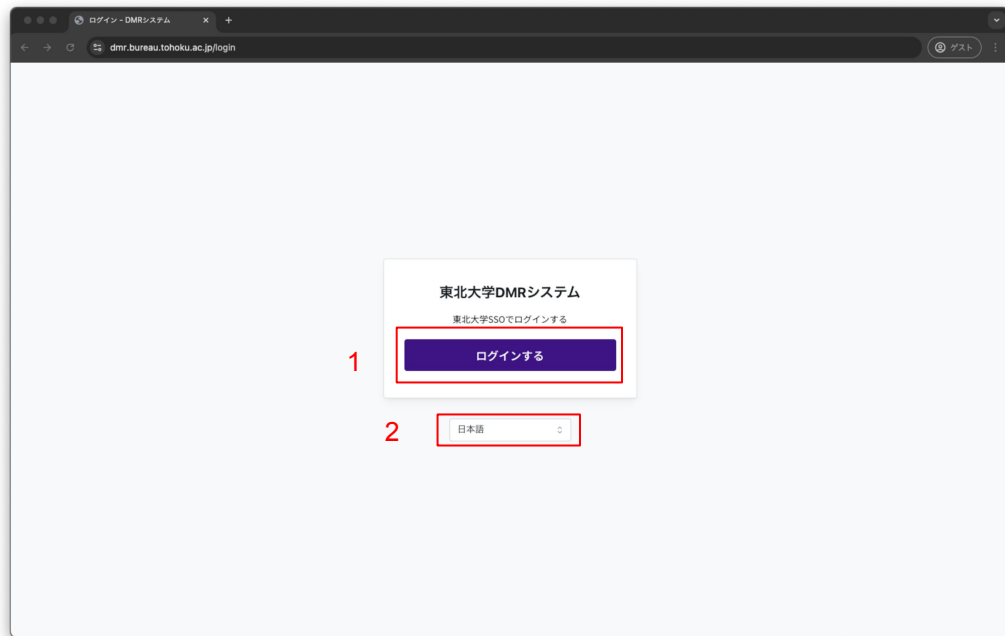 ログイン - DMRシステム
dmr.bureau.tohoku.ac.jp/login
ゲスト
東北大学DMRシステム
東北大学SSOでログインする
1
ログインする
2
日本語